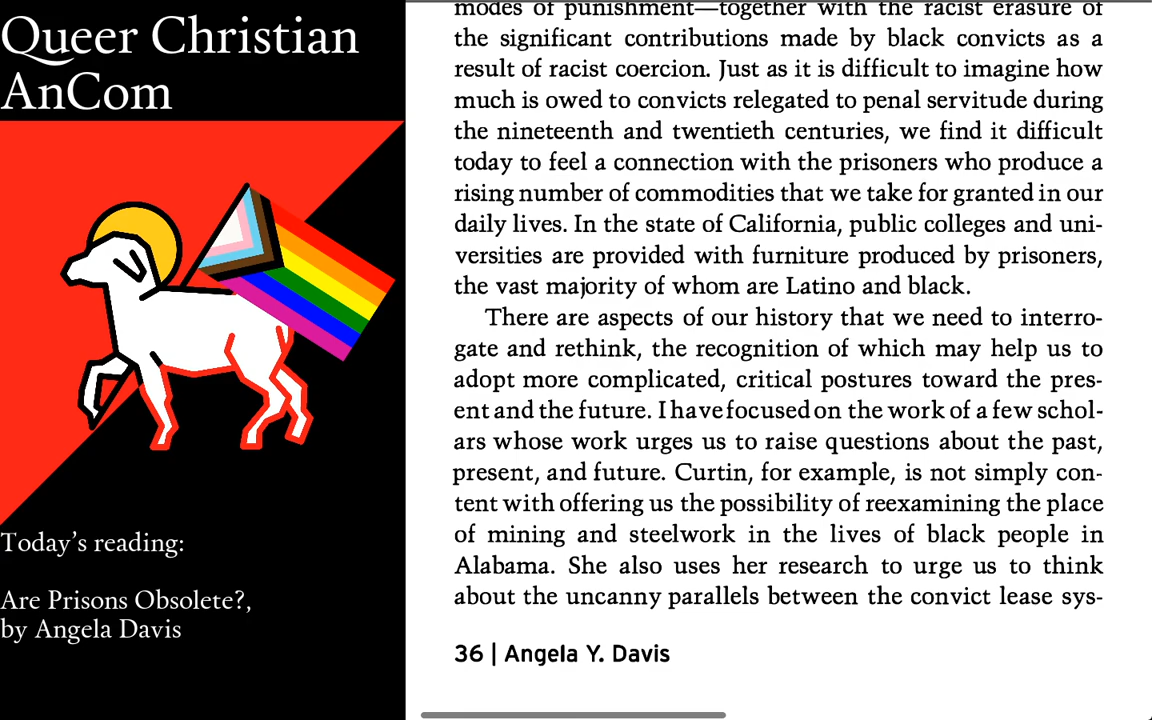 Queer Christian
AnCom
Today's reading:
Are Prisons Obsolete?,
by Angela Davis
modes of punishment—together with the racist erasure of
the significant contributions made by black convicts as a
result of racist coercion. Just as it is difficult to imagine how
much is owed to convicts relegated to penal servitude during
the nineteenth and twentieth centuries, we find it difficult
today to feel a connection with the prisoners who produce a
rising number of commodities that we take for granted in our
daily lives. In the state of California, public colleges and uni-
versities are provided with furniture produced by prisoners,
the vast majority of whom are Latino and black.
There are aspects of our history that we need to interro-
gate and rethink, the recognition of which may help us to
adopt more complicated, critical postures toward the pres-
ent and the future. I have focused on the work of a few schol-
ars whose work urges us to raise questions about the past,
present, and future. Curtin, for example, is not simply con-
tent with offering us the possibility of reexamining the place
of mining and steelwork in the lives of black people in
Alabama. She also uses her research to urge us to think
about the uncanny parallels between the convict lease sys-
36 | Angela Y. Davis